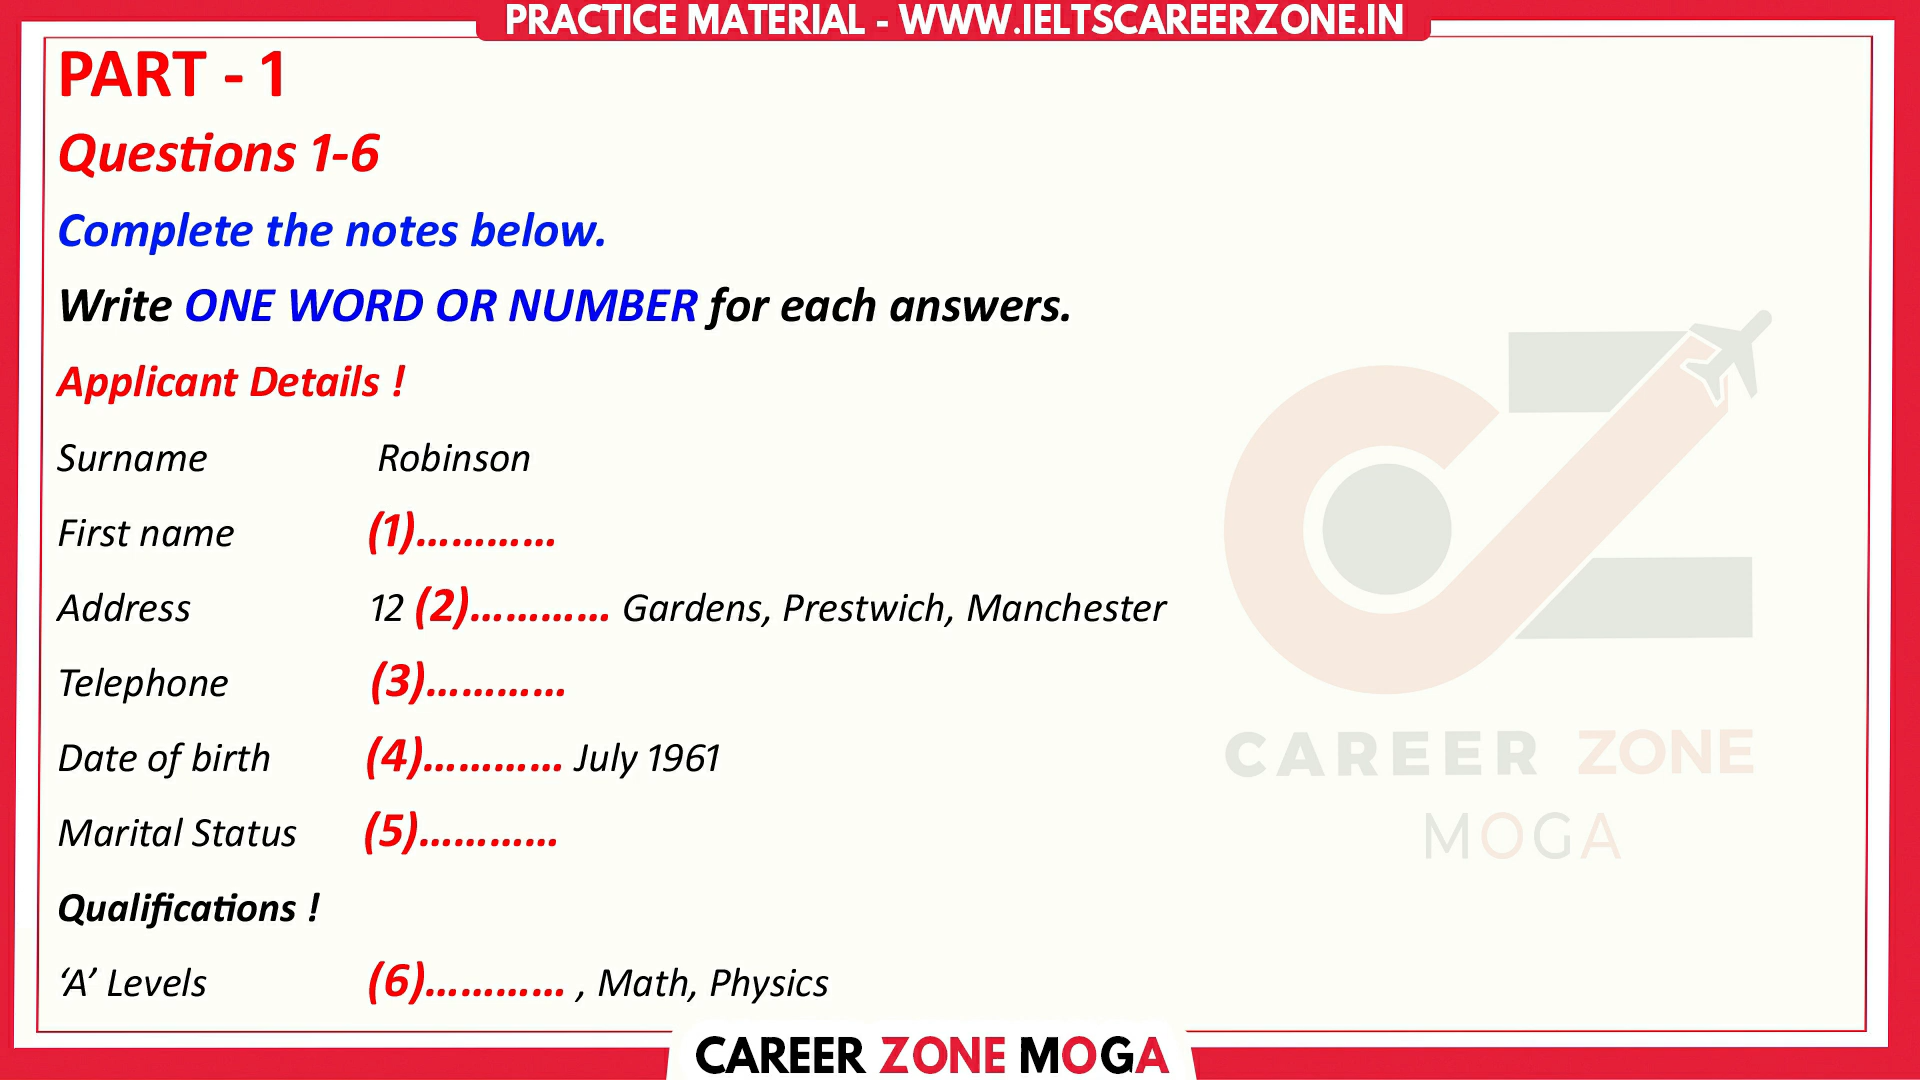 PRACTICE MATERIAL - WWW.IELTSCAREERZONE.IN
PART - 1
Questions 1-6
Complete the notes below.
Write ONE WORD OR NUMBER for each answers.
Applicant Details !
Surname Robinson
First name (1)............
Address 12 (2)............ Gardens, Prestwich, Manchester
Telephone (3)............
Date of birth (4)............ July 1961
Marital Status (5)............
Qualifications !
‘A’ Levels (6)............ , Math, Physics
CAREER ZONE
MOGA
CAREER ZONE MOGA